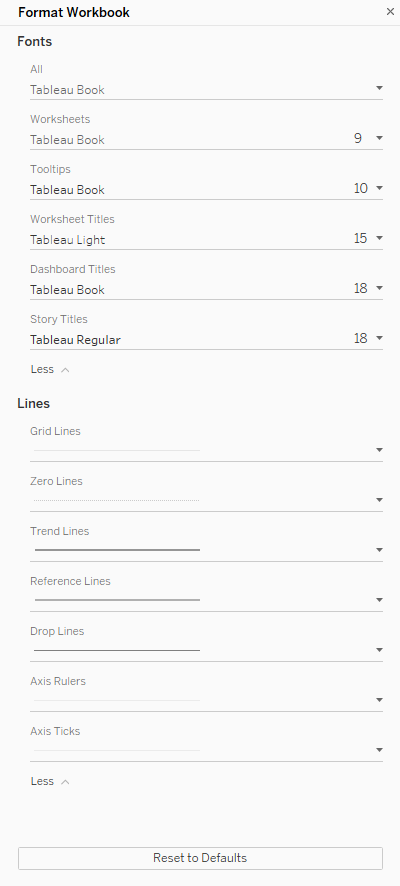 Format Workbook
Fonts
All
Tableau Book
Worksheets
Tableau Book 9
Tooltips
Tableau Book 10
Worksheet Titles
Tableau Light 15
Dashboard Titles
Tableau Book 18
Story Titles
Tableau Regular 18
Less
Lines
Grid Lines
Zero Lines
Trend Lines
Reference Lines
Drop Lines
Axis Rulers
Axis Ticks
Less
Reset to Defaults